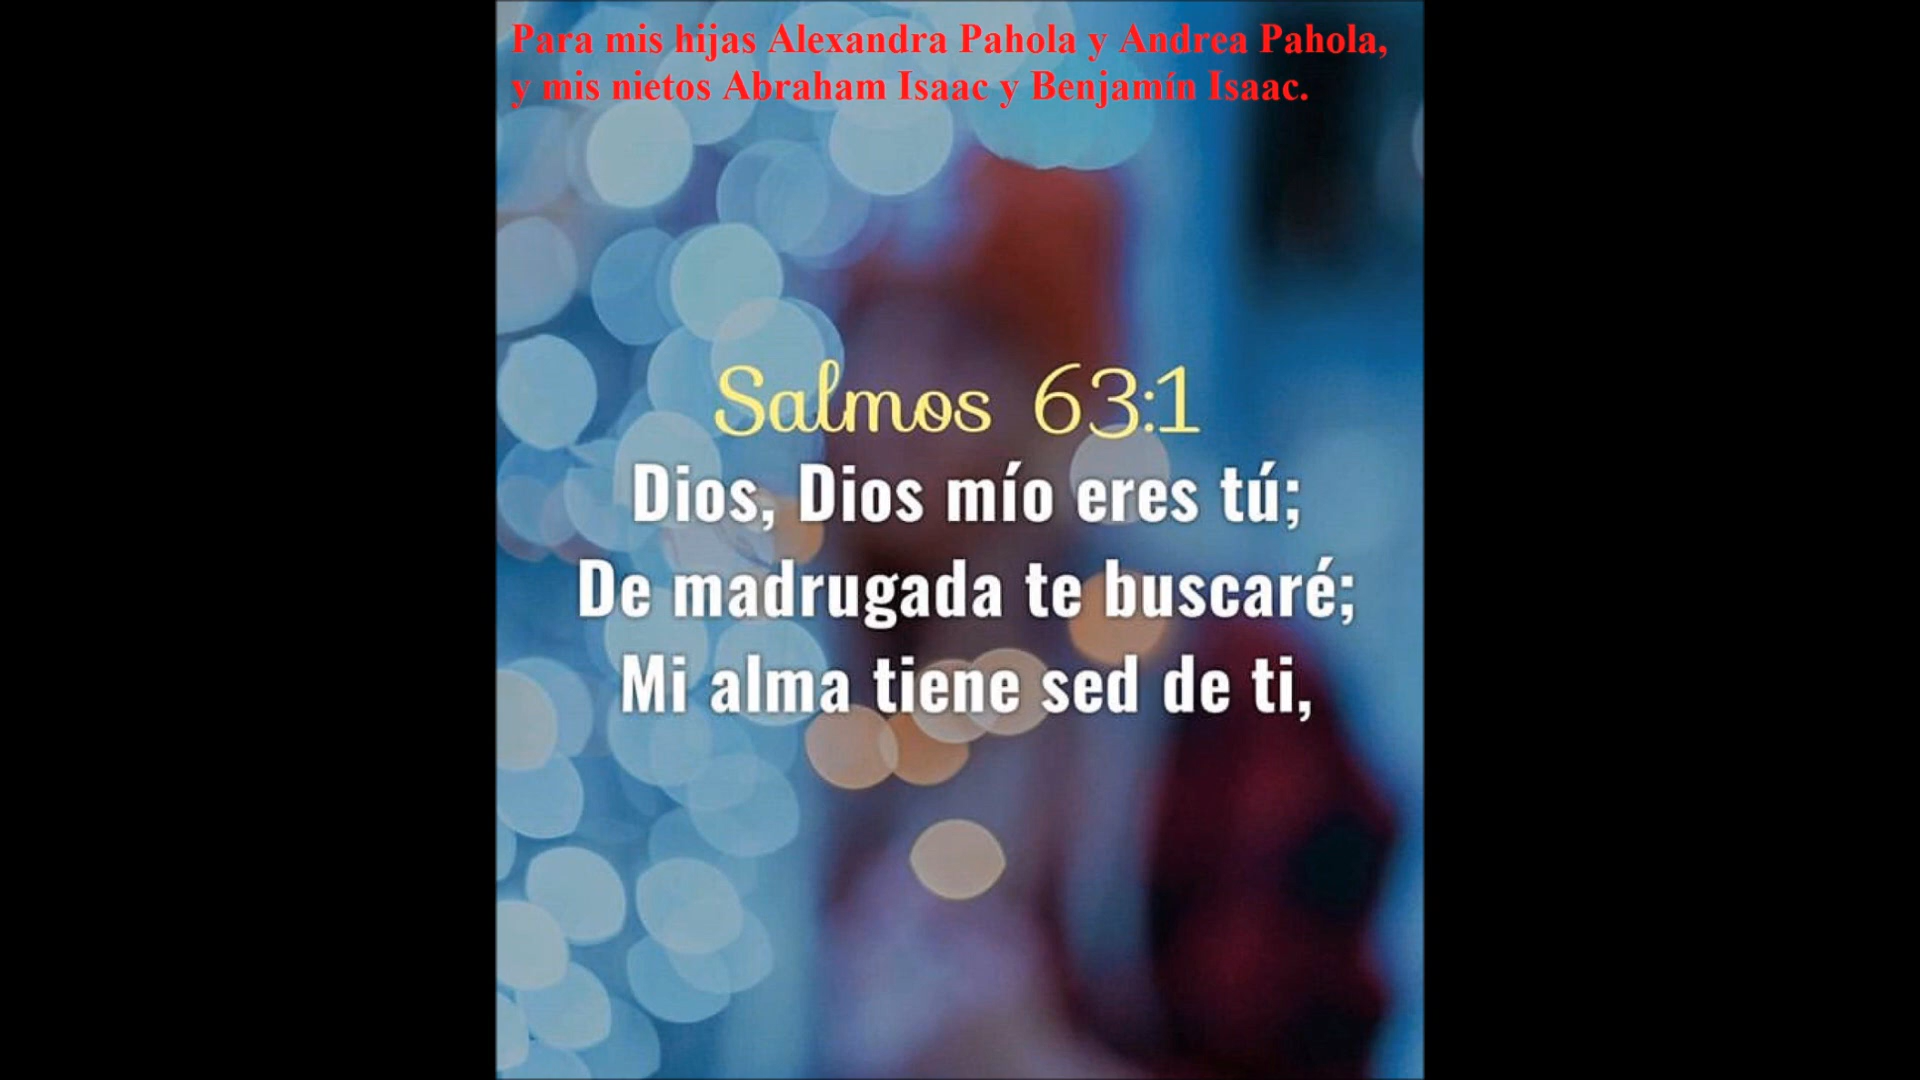 Para mis hijas Alexandra Pahola y Andrea Pahola,
y mis nietos Abraham Isaac y Benjamín Isaac.
Salmos 63:1
Dios, Dios mío eres tú;
De madrugada te buscaré;
Mi alma tiene sed de ti,